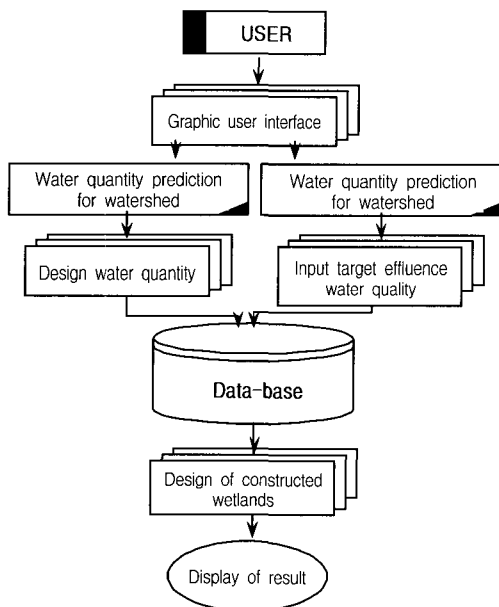 USER
Graphic user interface
Water quantity prediction
for watershed
Water quantity prediction
for watershed
Design water quantity
Input target effluence
water quality
Data-base
Design of constructed
wetlands
Display of result